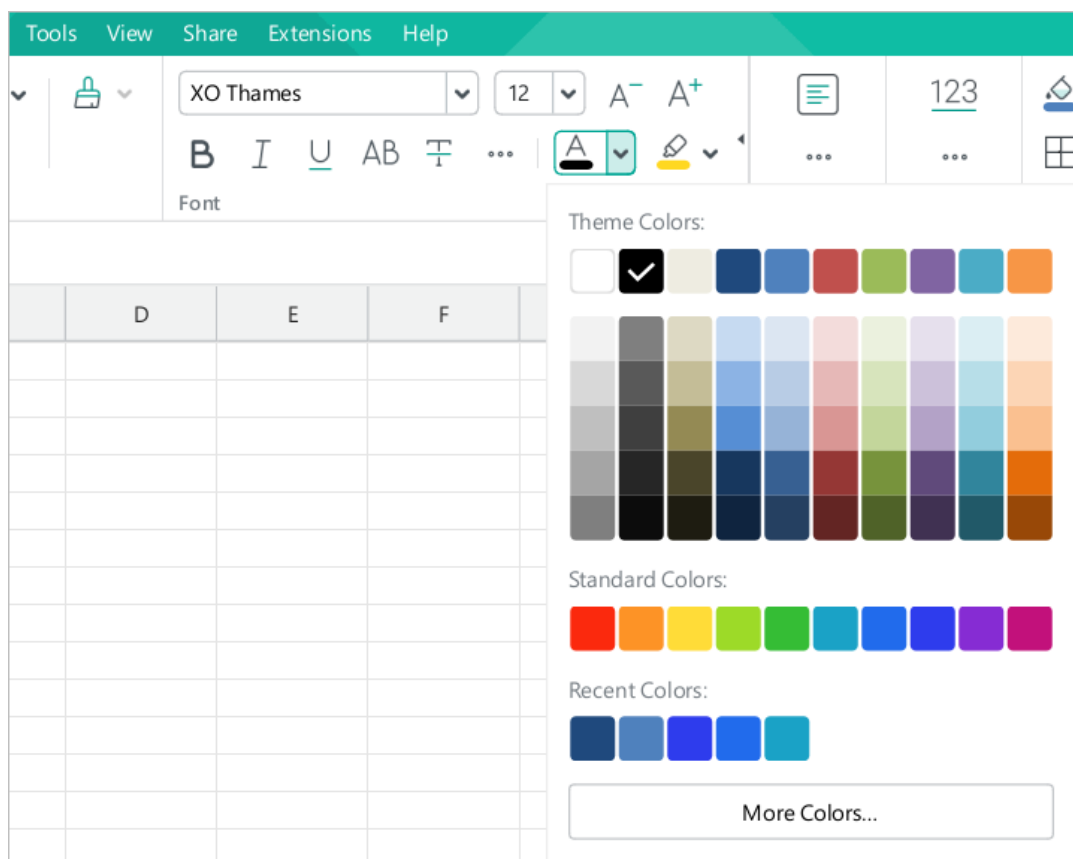 Tools View Share Extensions Help
XO Thames 12 A− A+ 123
B I U AB T A
Font
Theme Colors:
D E F
Standard Colors:
Recent Colors:
More Colors...